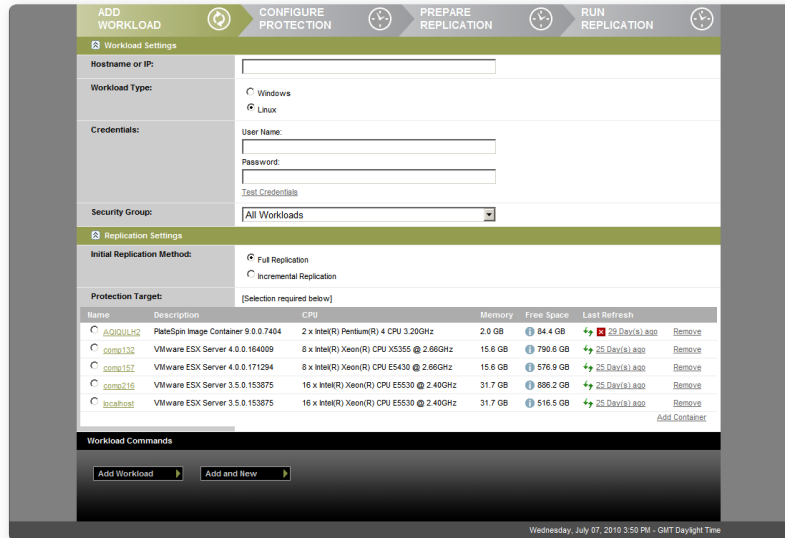 ADD WORKLOAD
CONFIGURE PROTECTION
PREPARE REPLICATION
RUN REPLICATION
Workload Settings
Hostname or IP:
Workload Type:
Windows
Linux
Credentials:
User Name:
Password:
Test Credentials
Security Group:
All Workloads
Replication Settings
Initial Replication Method:
Full Replication
Incremental Replication
Protection Target:
[Selection required below]
Name Description CPU Memory Free Space Last Refresh
AQIQULH2 PlateSpin Image Container 9.0.0.7404 2 x Intel(R) Pentium(R) 4 CPU 3.20GHz 2.0 GB 84.4 GB 29 Day(s) ago Remove
comp132 VMware ESX Server 4.0.0.164009 8 x Intel(R) Xeon(R) CPU X5355 @ 2.66GHz 15.6 GB 790.6 GB 25 Day(s) ago Remove
comp157 VMware ESX Server 4.0.0.171294 8 x Intel(R) Xeon(R) CPU E5430 @ 2.66GHz 15.6 GB 576.9 GB 25 Day(s) ago Remove
comp216 VMware ESX Server 3.5.0.153875 16 x Intel(R) Xeon(R) CPU E5530 @ 2.40GHz 31.7 GB 886.2 GB 25 Day(s) ago Remove
localhost VMware ESX Server 3.5.0.153875 16 x Intel(R) Xeon(R) CPU E5530 @ 2.40GHz 31.7 GB 516.5 GB 25 Day(s) ago Remove
Add Container
Workload Commands
Add Workload
Add and New
Wednesday, July 07, 2010 3:50 PM - GMT Daylight Time